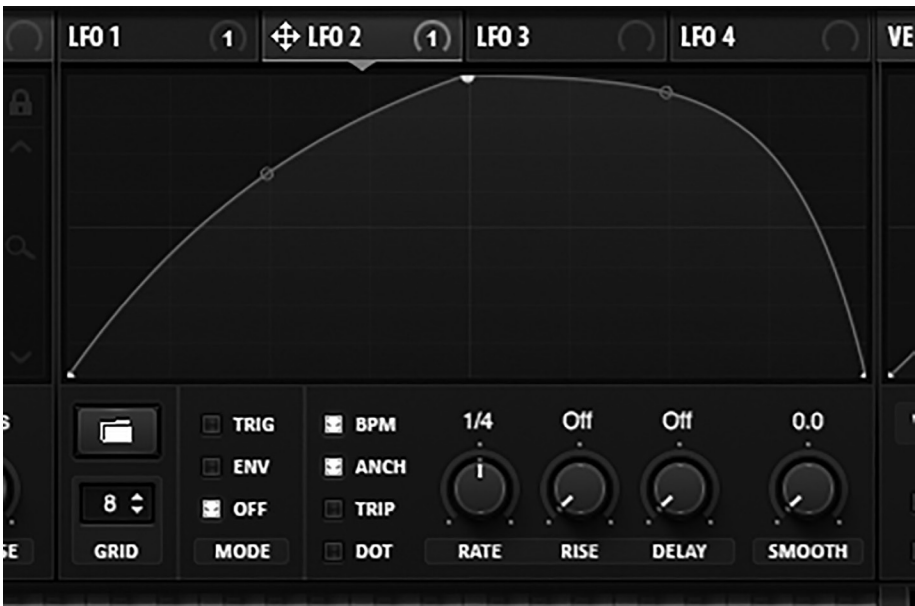 LFO 1 1 LFO 2 1 LFO 3 LFO 4 VE
1/4 Off Off 0.0
TRIG BPM
ENV ANCH
8 OFF TRIP
DOT
GRID MODE RATE RISE DELAY SMOOTH